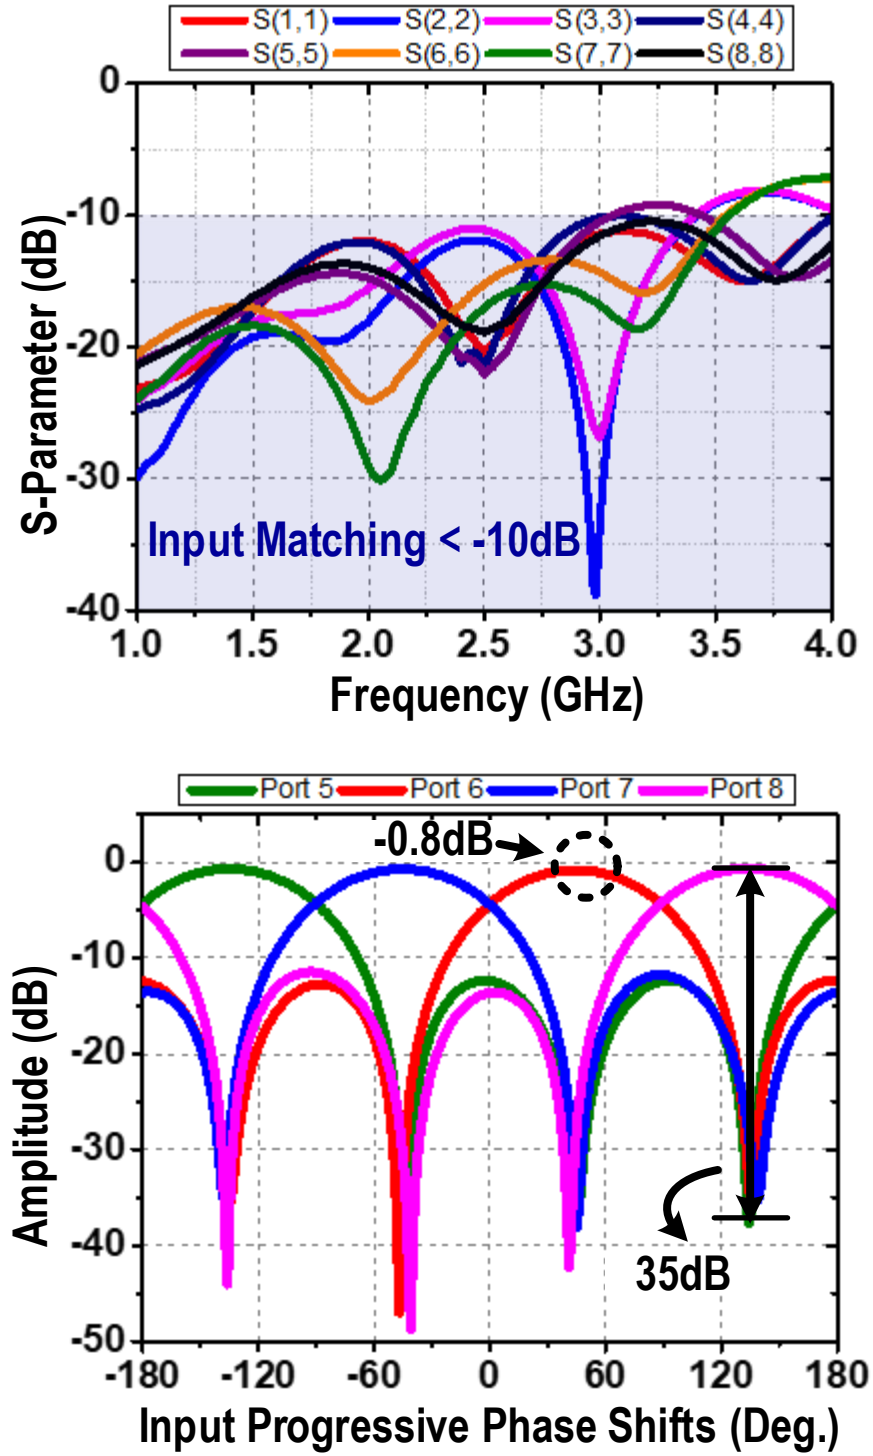 S(1,1) S(2,2) S(3,3) S(4,4)
S(5,5) S(6,6) S(7,7) S(8,8)
0
-10
-20
-30
-40
S-Parameter (dB)
Input Matching < -10dB
1.0 1.5 2.0 2.5 3.0 3.5 4.0
Frequency (GHz)
Port 5 Port 6 Port 7 Port 8
-0.8dB
0
-10
-20
-30
-40
-50
Amplitude (dB)
35dB
-180 -120 -60 0 60 120 180
Input Progressive Phase Shifts (Deg.)